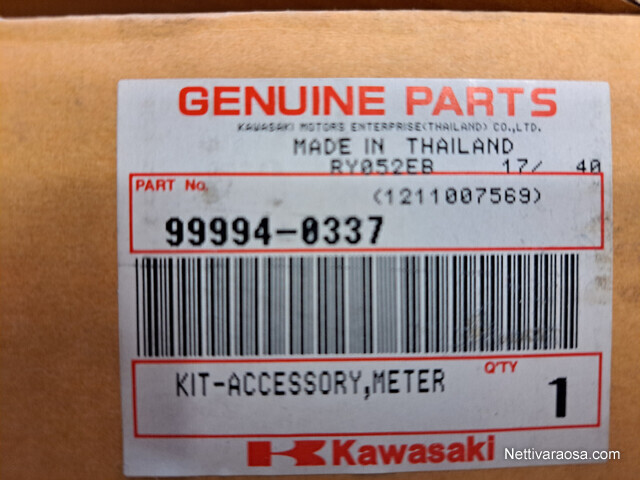 GENUINE PARTS
KAWASAKI MOTORS ENTERPRISE(THAILAND) CO.,LTD.
MADE IN THAILAND
RY052EB 17/ 40
PART No.
(1211007569)
99994-0337
KIT-ACCESSORY,METER
Q'TY
1
Kawasaki
Nettivaraosa.com